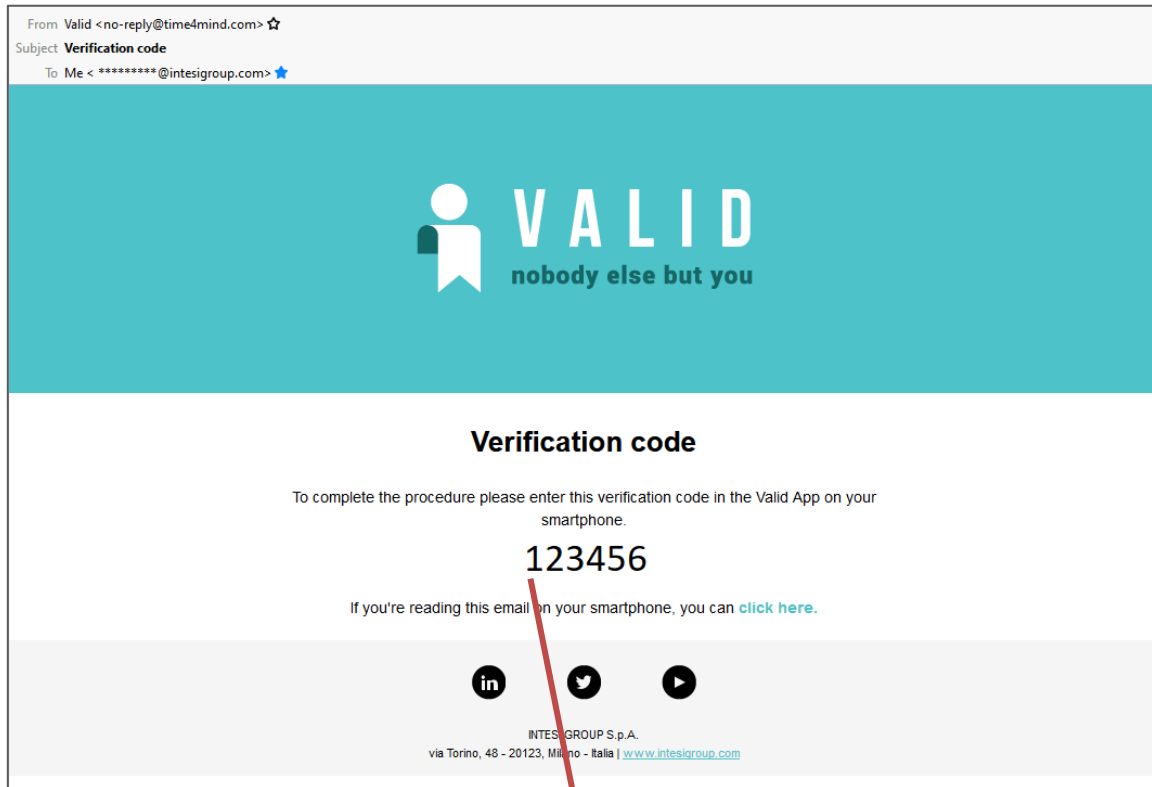 From Valid <no-reply@time4mind.com>
Subject Verification code
To Me < *********@intesigroup.com>
VALID
nobody else but you
Verification code
To complete the procedure please enter this verification code in the Valid App on your
smartphone.
123456
If you're reading this email on your smartphone, you can click here.
in
INTESIGROUP S.p.A.
via Torino, 48 - 20123, Milano - Italia | www.intesigroup.com